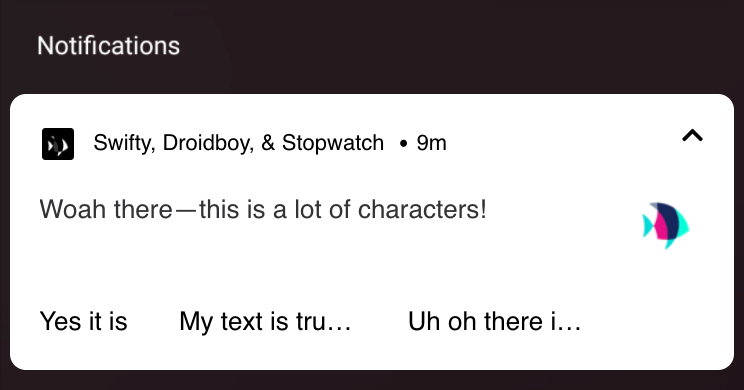 Notifications
Swifty, Droidboy, & Stopwatch • 9m
Woah there—this is a lot of characters!
Yes it is My text is tru… Uh oh there i…